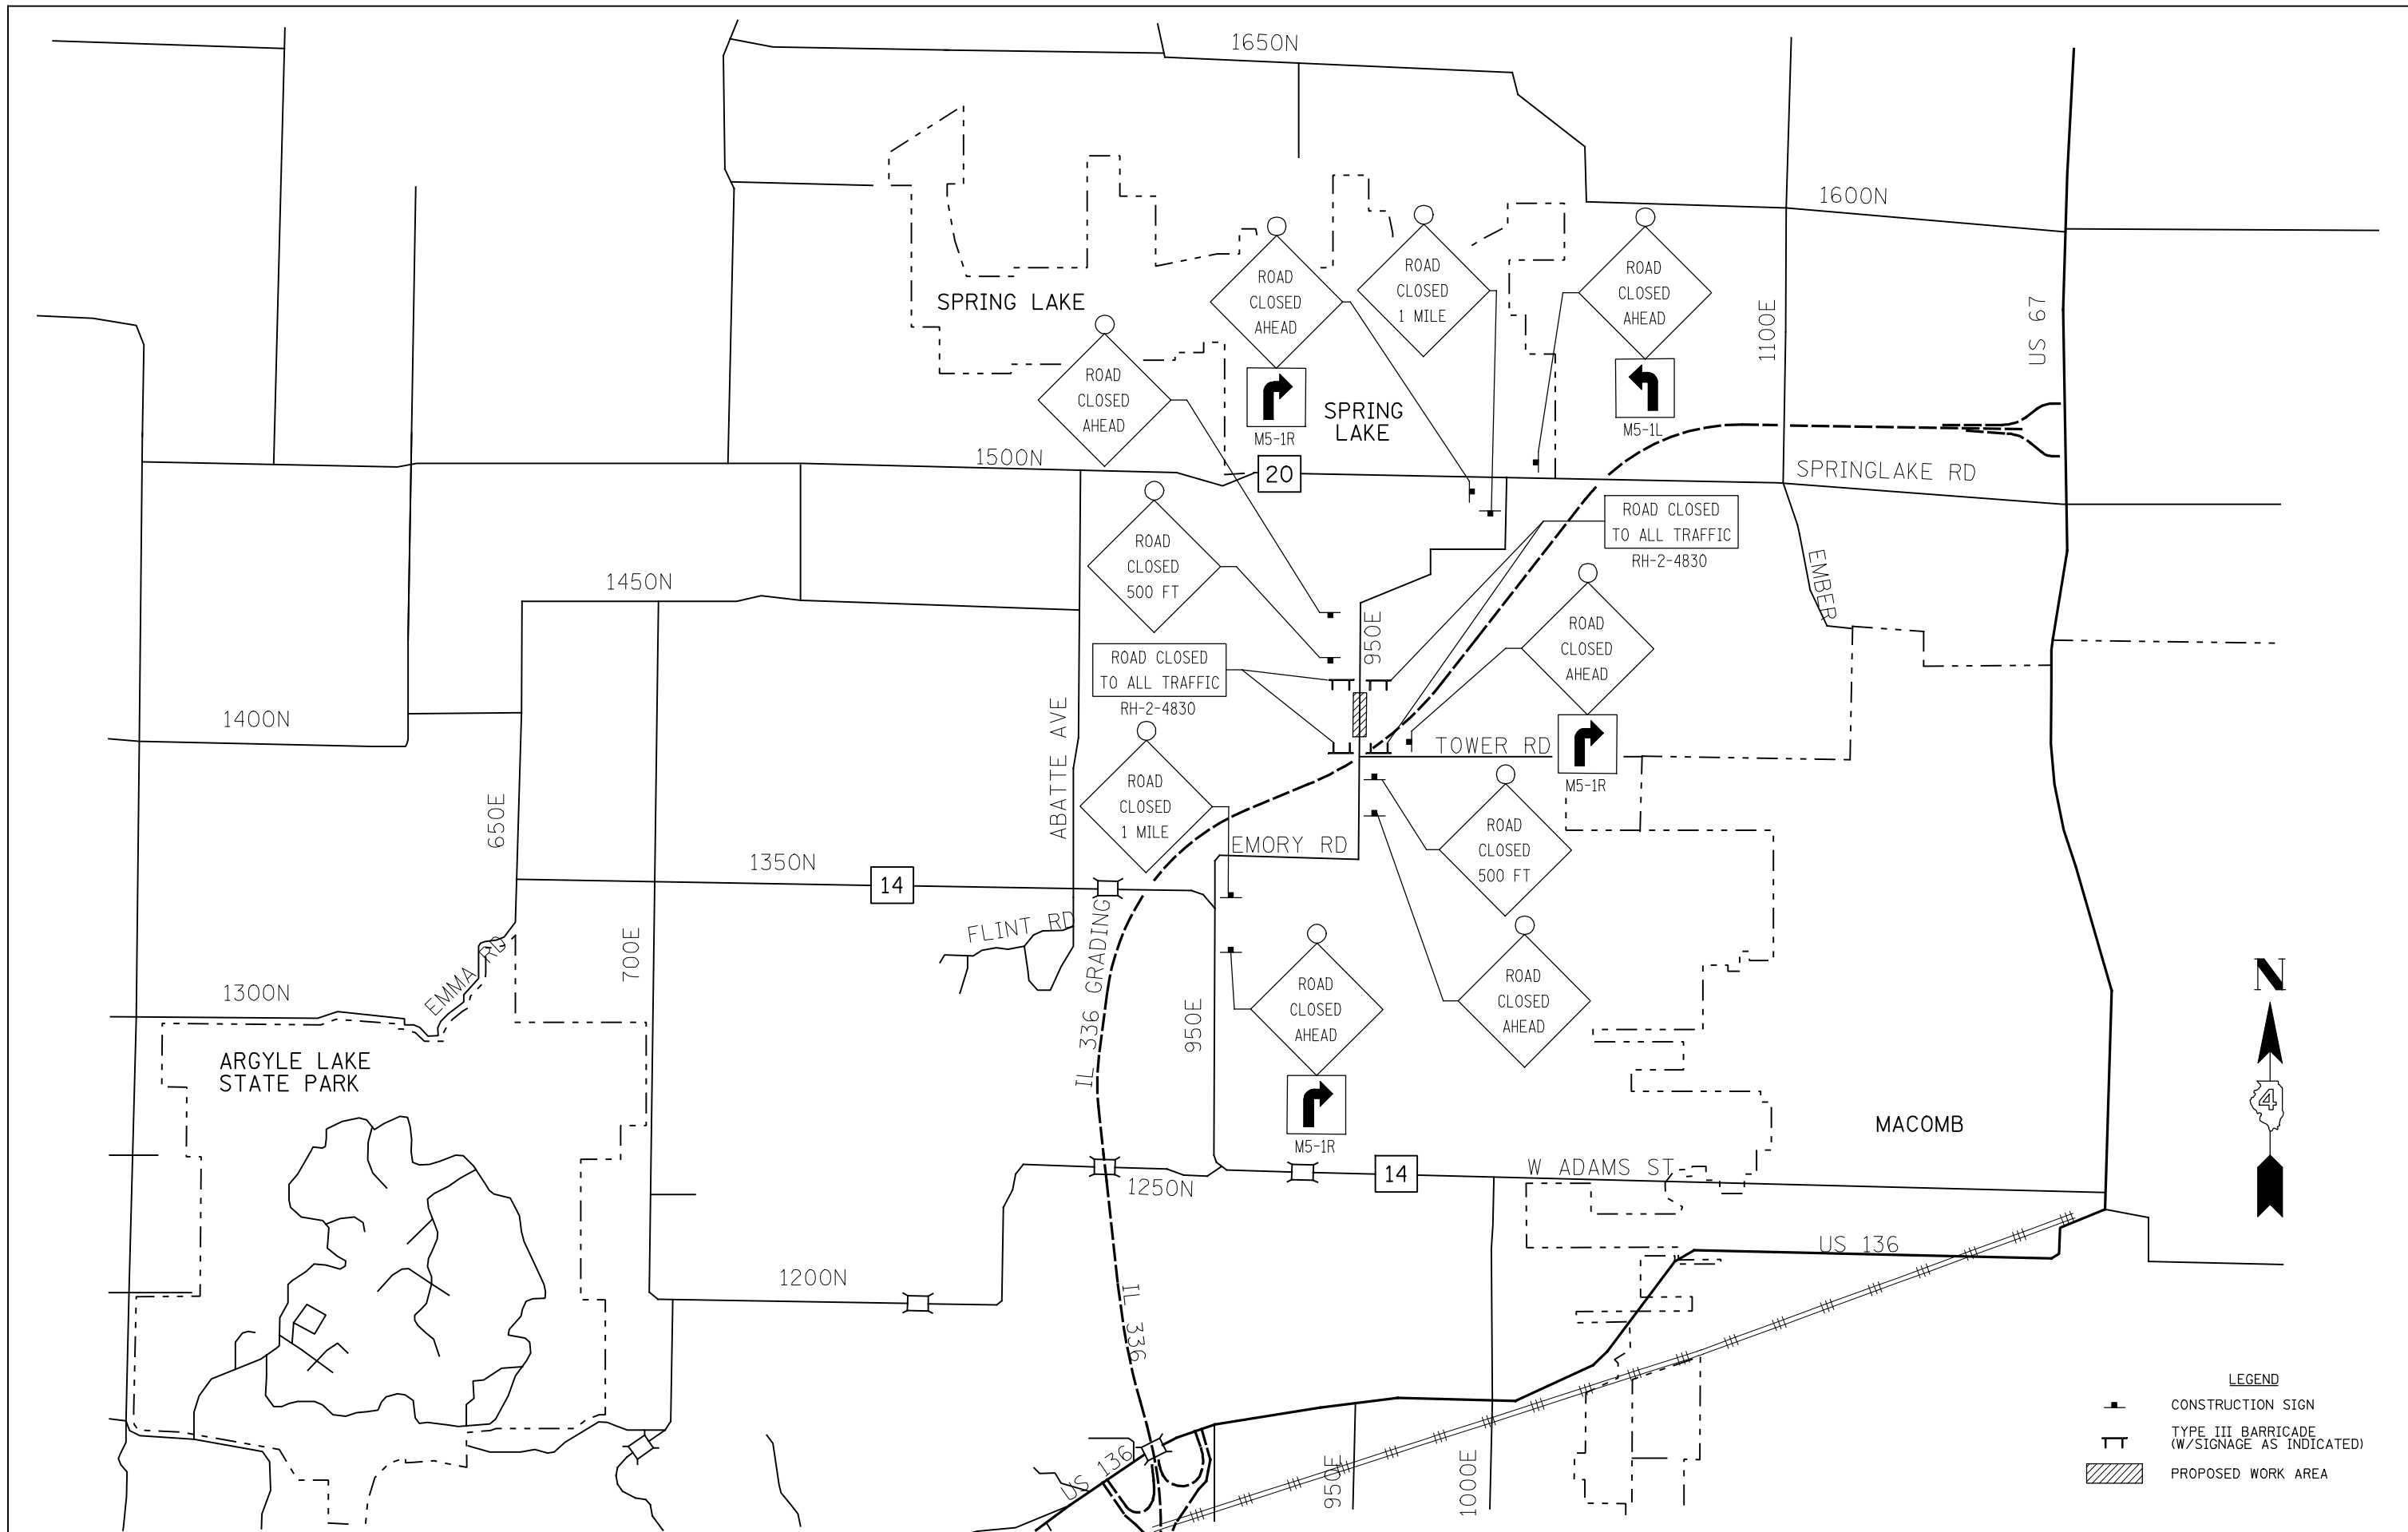 1650N
1600N
ROAD
CLOSED
AHEAD
M5-1R
ROAD
CLOSED
1 MILE
ROAD
CLOSED
AHEAD
M5-1L
1100E
US 67
SPRING LAKE
ROAD
CLOSED
AHEAD
SPRING
LAKE
1500N
20
SPRINGLAKE RD
ROAD
CLOSED
500 FT
ROAD CLOSED
TO ALL TRAFFIC
RH-2-4830
EMBER
1450N
950E
ROAD
CLOSED
AHEAD
M5-1R
ROAD CLOSED
TO ALL TRAFFIC
RH-2-4830
1400N
ABATTE AVE
TOWER RD
650E
ROAD
CLOSED
1 MILE
EMORY RD
ROAD
CLOSED
500 FT
1350N
14
FLINT RD
IL 336 GRADING
EMMA RD
700E
1300N
950E
ROAD
CLOSED
AHEAD
M5-1R
ROAD
CLOSED
AHEAD
N
4
ARGYLE LAKE
STATE PARK
MACOMB
1250N
14
W ADAMS ST
US 136
1200N
IL 336
US 136
950E
1000E
LEGEND
CONSTRUCTION SIGN
TYPE III BARRICADE
(W/SIGNAGE AS INDICATED)
PROPOSED WORK AREA